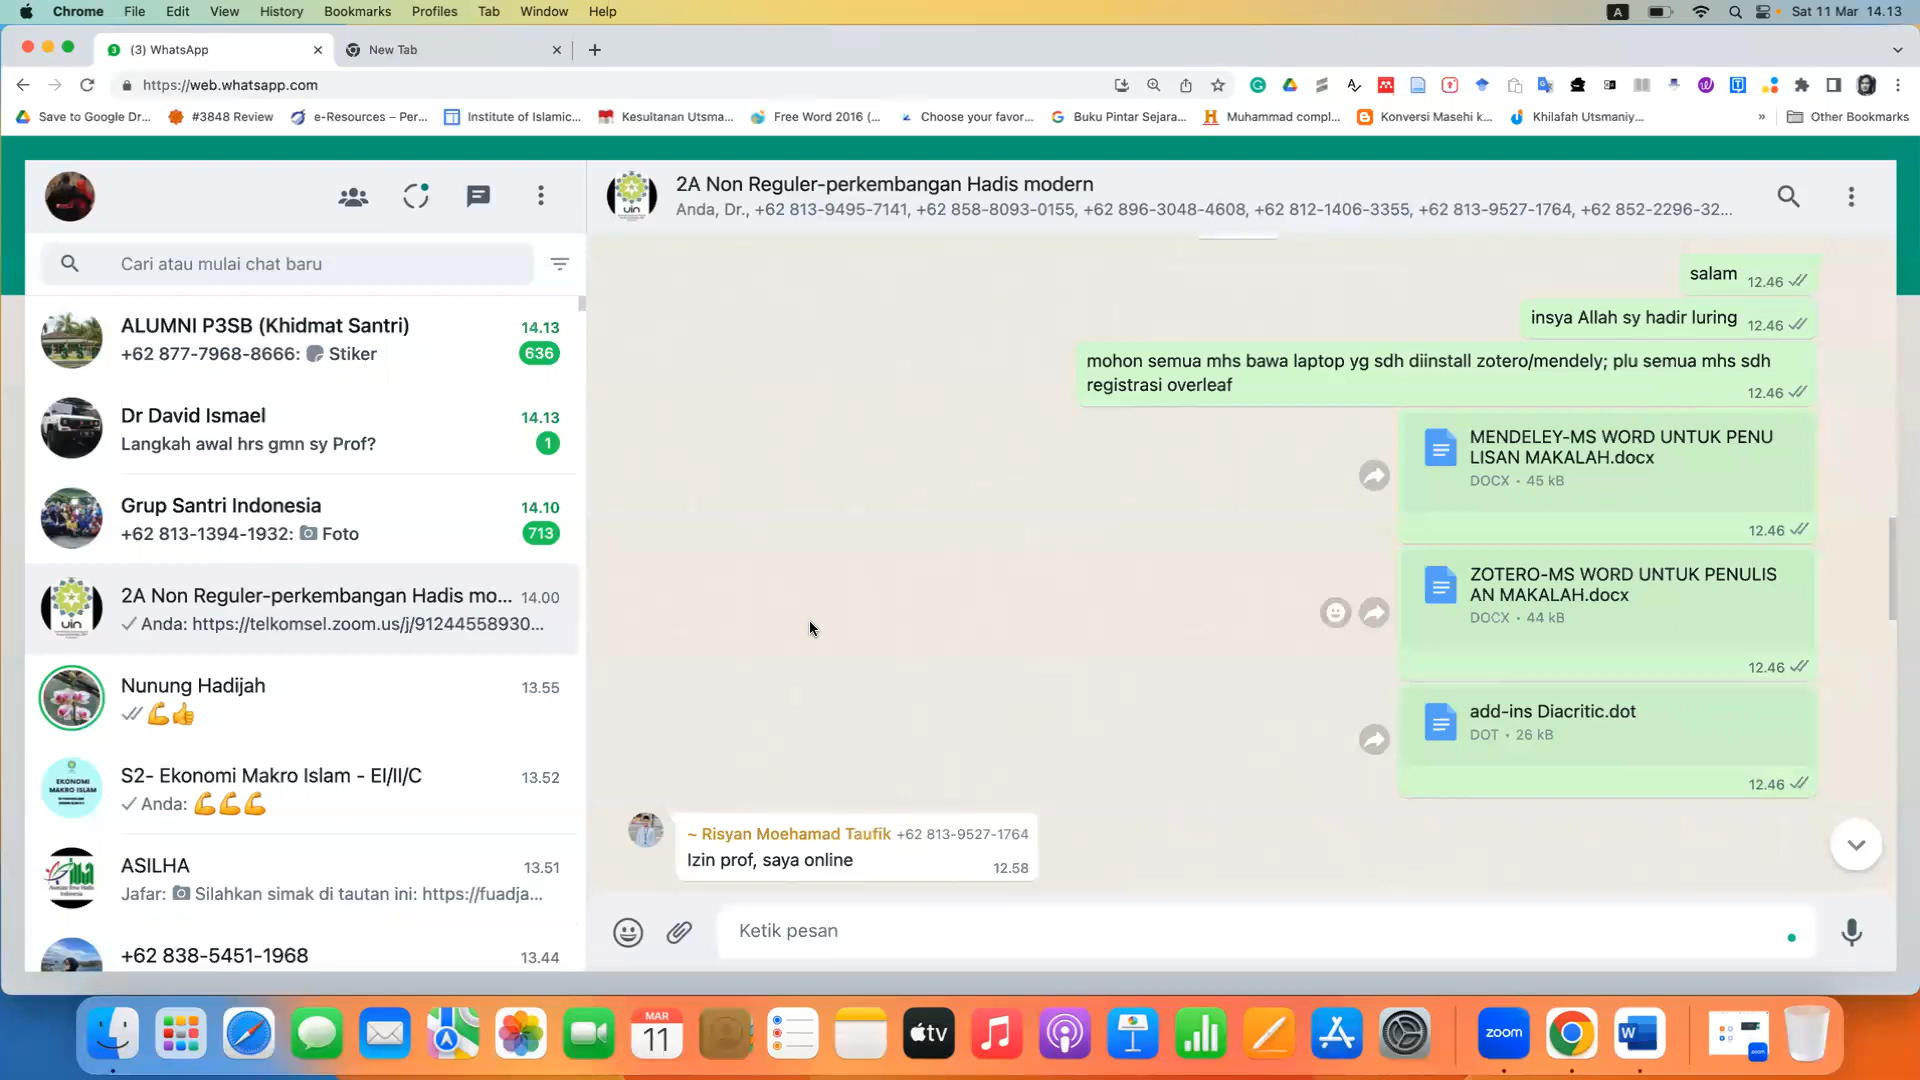 Chrome File Edit View History Bookmarks Profiles Tab Window Help
A Sat 11 Mar 14.13
(3) WhatsApp
New Tab
https://web.whatsapp.com
Save to Google Dr...
#3848 Review
e-Resources – Per...
Institute of Islamic...
Kesultanan Utsma...
Free Word 2016 (...
Choose your favor...
Buku Pintar Sejara...
Muhammad compl...
Konversi Masehi k...
Khilafah Utsmaniy...
»
Other Bookmarks
2A Non Reguler-perkembangan Hadis modern
Anda, Dr., +62 813-9495-7141, +62 858-8093-0155, +62 896-3048-4608, +62 812-1406-3355, +62 813-9527-1764, +62 852-2296-32...
Cari atau mulai chat baru
ALUMNI P3SB (Khidmat Santri) 14.13
+62 877-7968-8666: Stiker 636
Dr David Ismael 14.13
Langkah awal hrs gmn sy Prof? 1
Grup Santri Indonesia 14.10
+62 813-1394-1932: Foto 713
2A Non Reguler-perkembangan Hadis mo... 14.00
Anda: https://telkomsel.zoom.us/j/91244558930...
Nunung Hadijah 13.55
💪👍
S2- Ekonomi Makro Islam - EI/II/C 13.52
Anda: 💪💪💪
ASILHA 13.51
Jafar: Silahkan simak di tautan ini: https://fuadja...
+62 838-5451-1968 13.44
salam 12.46
insya Allah sy hadir luring 12.46
mohon semua mhs bawa laptop yg sdh diinstall zotero/mendely; plu semua mhs sdh
registrasi overleaf 12.46
MENDELEY-MS WORD UNTUK PENU
LISAN MAKALAH.docx
DOCX • 45 kB
12.46
ZOTERO-MS WORD UNTUK PENULIS
AN MAKALAH.docx
DOCX • 44 kB
12.46
add-ins Diacritic.dot
DOT • 26 kB
12.46
~ Risyan Moehamad Taufik +62 813-9527-1764
Izin prof, saya online 12.58
Ketik pesan
MAR
11
tv
zoom
W